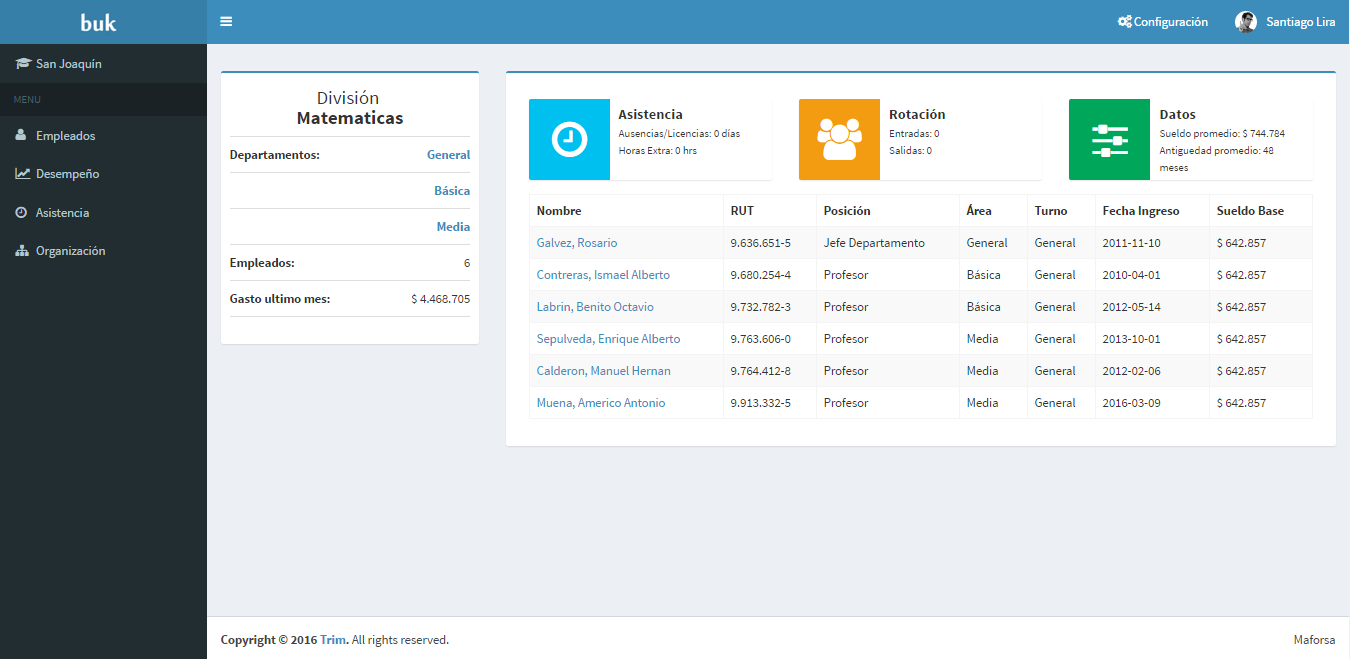 buk
Configuración
Santiago Lira
San Joaquín
MENU
Empleados
Desempeño
Asistencia
Organización
División
Matematicas
Departamentos: General
Básica
Media
Empleados: 6
Gasto ultimo mes: $ 4.468.705
Asistencia
Ausencias/Licencias: 0 días
Horas Extra: 0 hrs
Rotación
Entradas: 0
Salidas: 0
Datos
Sueldo promedio: $ 744.784
Antiguedad promedio: 48
meses
Nombre RUT Posición Área Turno Fecha Ingreso Sueldo Base
Galvez, Rosario 9.636.651-5 Jefe Departamento General General 2011-11-10 $ 642.857
Contreras, Ismael Alberto 9.680.254-4 Profesor Básica General 2010-04-01 $ 642.857
Labrin, Benito Octavio 9.732.782-3 Profesor Básica General 2012-05-14 $ 642.857
Sepulveda, Enrique Alberto 9.763.606-0 Profesor Media General 2013-10-01 $ 642.857
Calderon, Manuel Hernan 9.764.412-8 Profesor Media General 2012-02-06 $ 642.857
Muena, Americo Antonio 9.913.332-5 Profesor Media General 2016-03-09 $ 642.857
Copyright © 2016 Trim. All rights reserved.
Maforsa